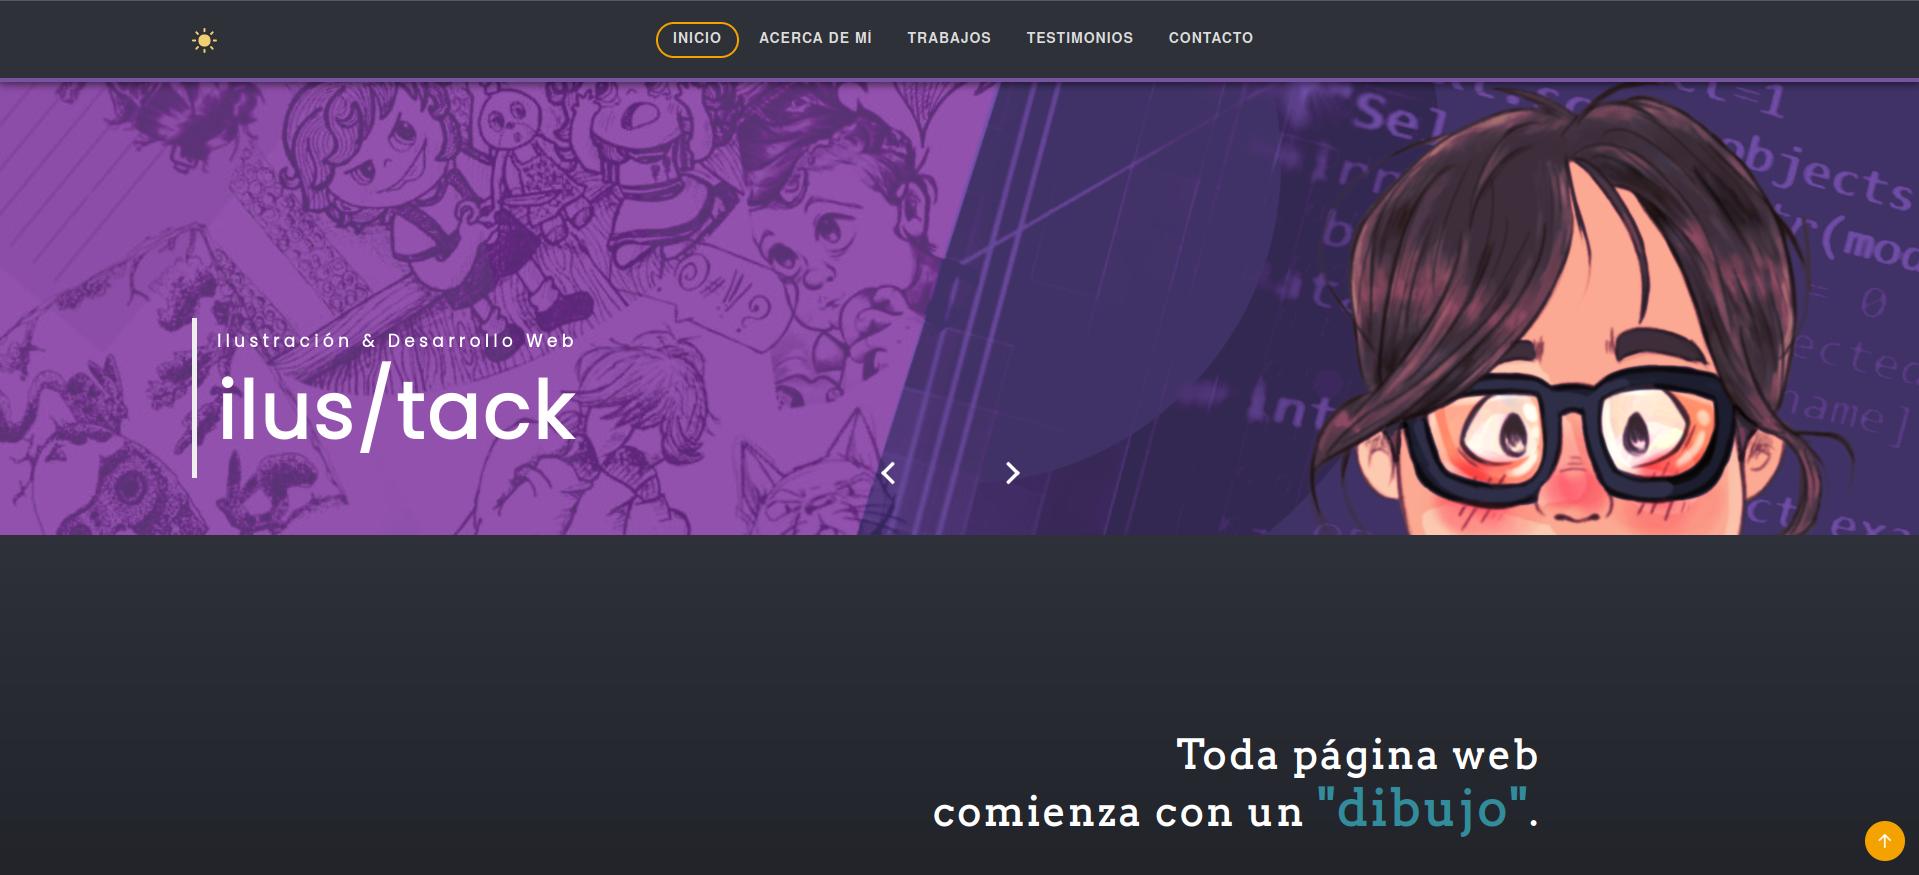 INICIO
ACERCA DE MÍ
TRABAJOS
TESTIMONIOS
CONTACTO
Ilustración & Desarrollo Web
ilus/tack
Toda página web
comienza con un "dibujo".
objects